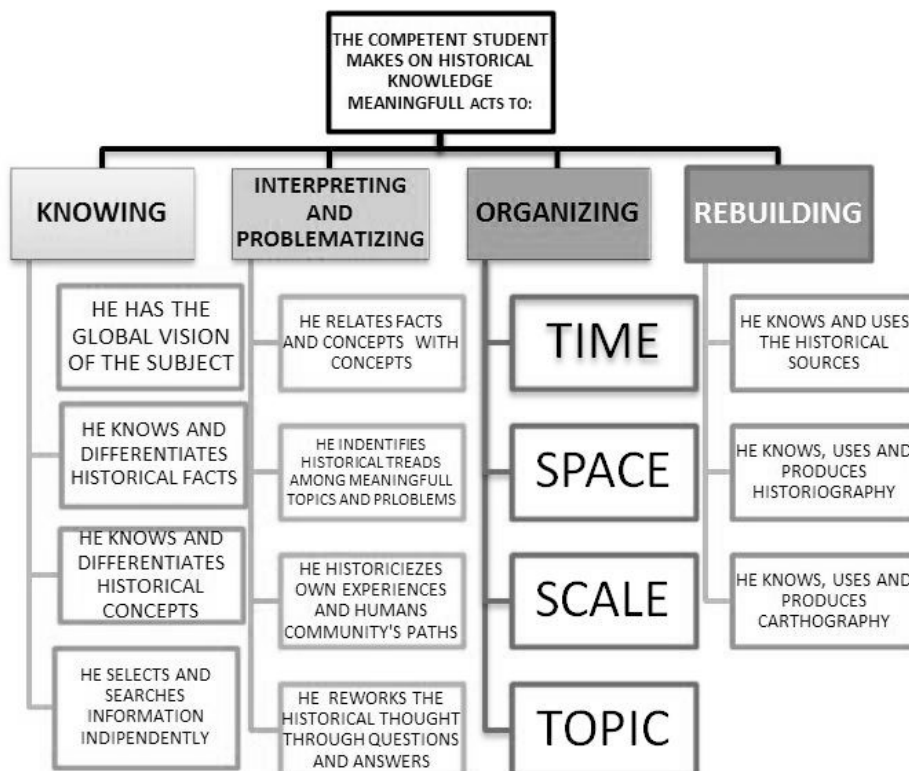 THE COMPETENT STUDENT
MAKES ON HISTORICAL
KNOWLEDGE
MEANINGFULL ACTS TO:
KNOWING
HE HAS THE
GLOBAL VISION
OF THE SUBJECT
HE KNOWS AND
DIFFERENTIATES
HISTORICAL FACTS
HE KNOWS AND
DIFFERENTIATES
HISTORICAL
CONCEPTS
HE SELECTS AND
SEARCHES
INFORMATION
INDIPENDENTLY
INTERPRETING
AND
PROBLEMATIZING
HE RELATES FACTS
AND CONCEPTS WITH
CONCEPTS
HE INDENTIFIES
HISTORICAL TREADS
AMONG MEANINGFULL
TOPICS AND PRLOBLEMS
HE HISTORICIEZES
OWN EXPERIENCES
AND HUMANS
COMMUNITY'S PATHS
HE REWORKS THE
HISTORICAL THOUGHT
THROUGH QUESTIONS
AND ANSWERS
ORGANIZING
TIME
SPACE
SCALE
TOPIC
REBUILDING
HE KNOWS AND USES
THE HISTORICAL
SOURCES
HE KNOWS, USES AND
PRODUCES
HISTORIOGRAPHY
HE KNOWS, USES AND
PRODUCES
CARTHOGRAPHY